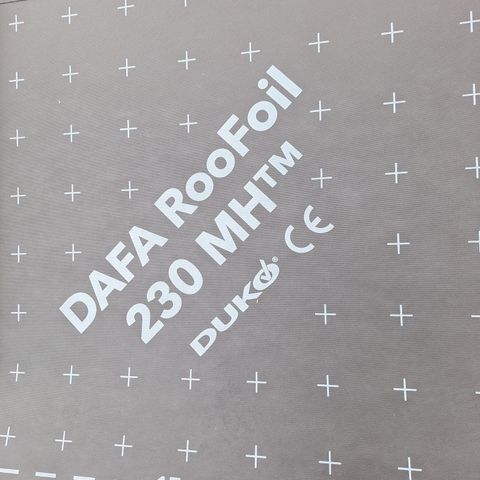 DAFA RooFoil
230 MH™
DUKO® CE